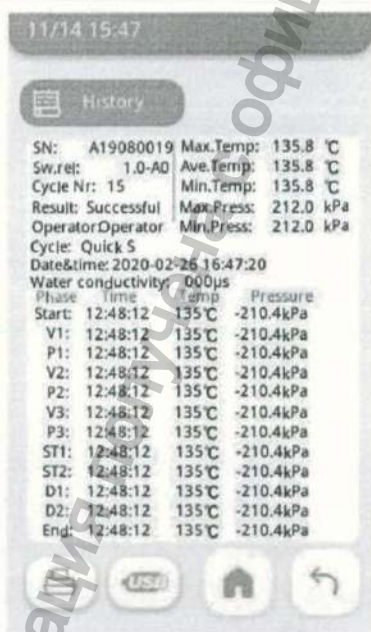 11/14 15:47
History
SN: A19080019 Max.Temp: 135.8 ℃
Sw.rel: 1.0-A0 Ave.Temp: 135.8 ℃
Cycle Nr: 15 Min.Temp: 135.8 ℃
Result: Successful Max.Press: 212.0 kPa
Operator:Operator Min.Press: 212.0 kPa
Cycle: Quick S
Date&time: 2020-02-26 16:47:20
Water conductivity: 000μs
Phase Time Temp Pressure
Start: 12:48:12 135℃ -210.4kPa
V1: 12:48:12 135℃ -210.4kPa
P1: 12:48:12 135℃ -210.4kPa
V2: 12:48:12 135℃ -210.4kPa
P2: 12:48:12 135℃ -210.4kPa
V3: 12:48:12 135℃ -210.4kPa
P3: 12:48:12 135℃ -210.4kPa
ST1: 12:48:12 135℃ -210.4kPa
ST2: 12:48:12 135℃ -210.4kPa
D1: 12:48:12 135℃ -210.4kPa
D2: 12:48:12 135℃ -210.4kPa
End: 12:48:12 135℃ -210.4kPa
USB